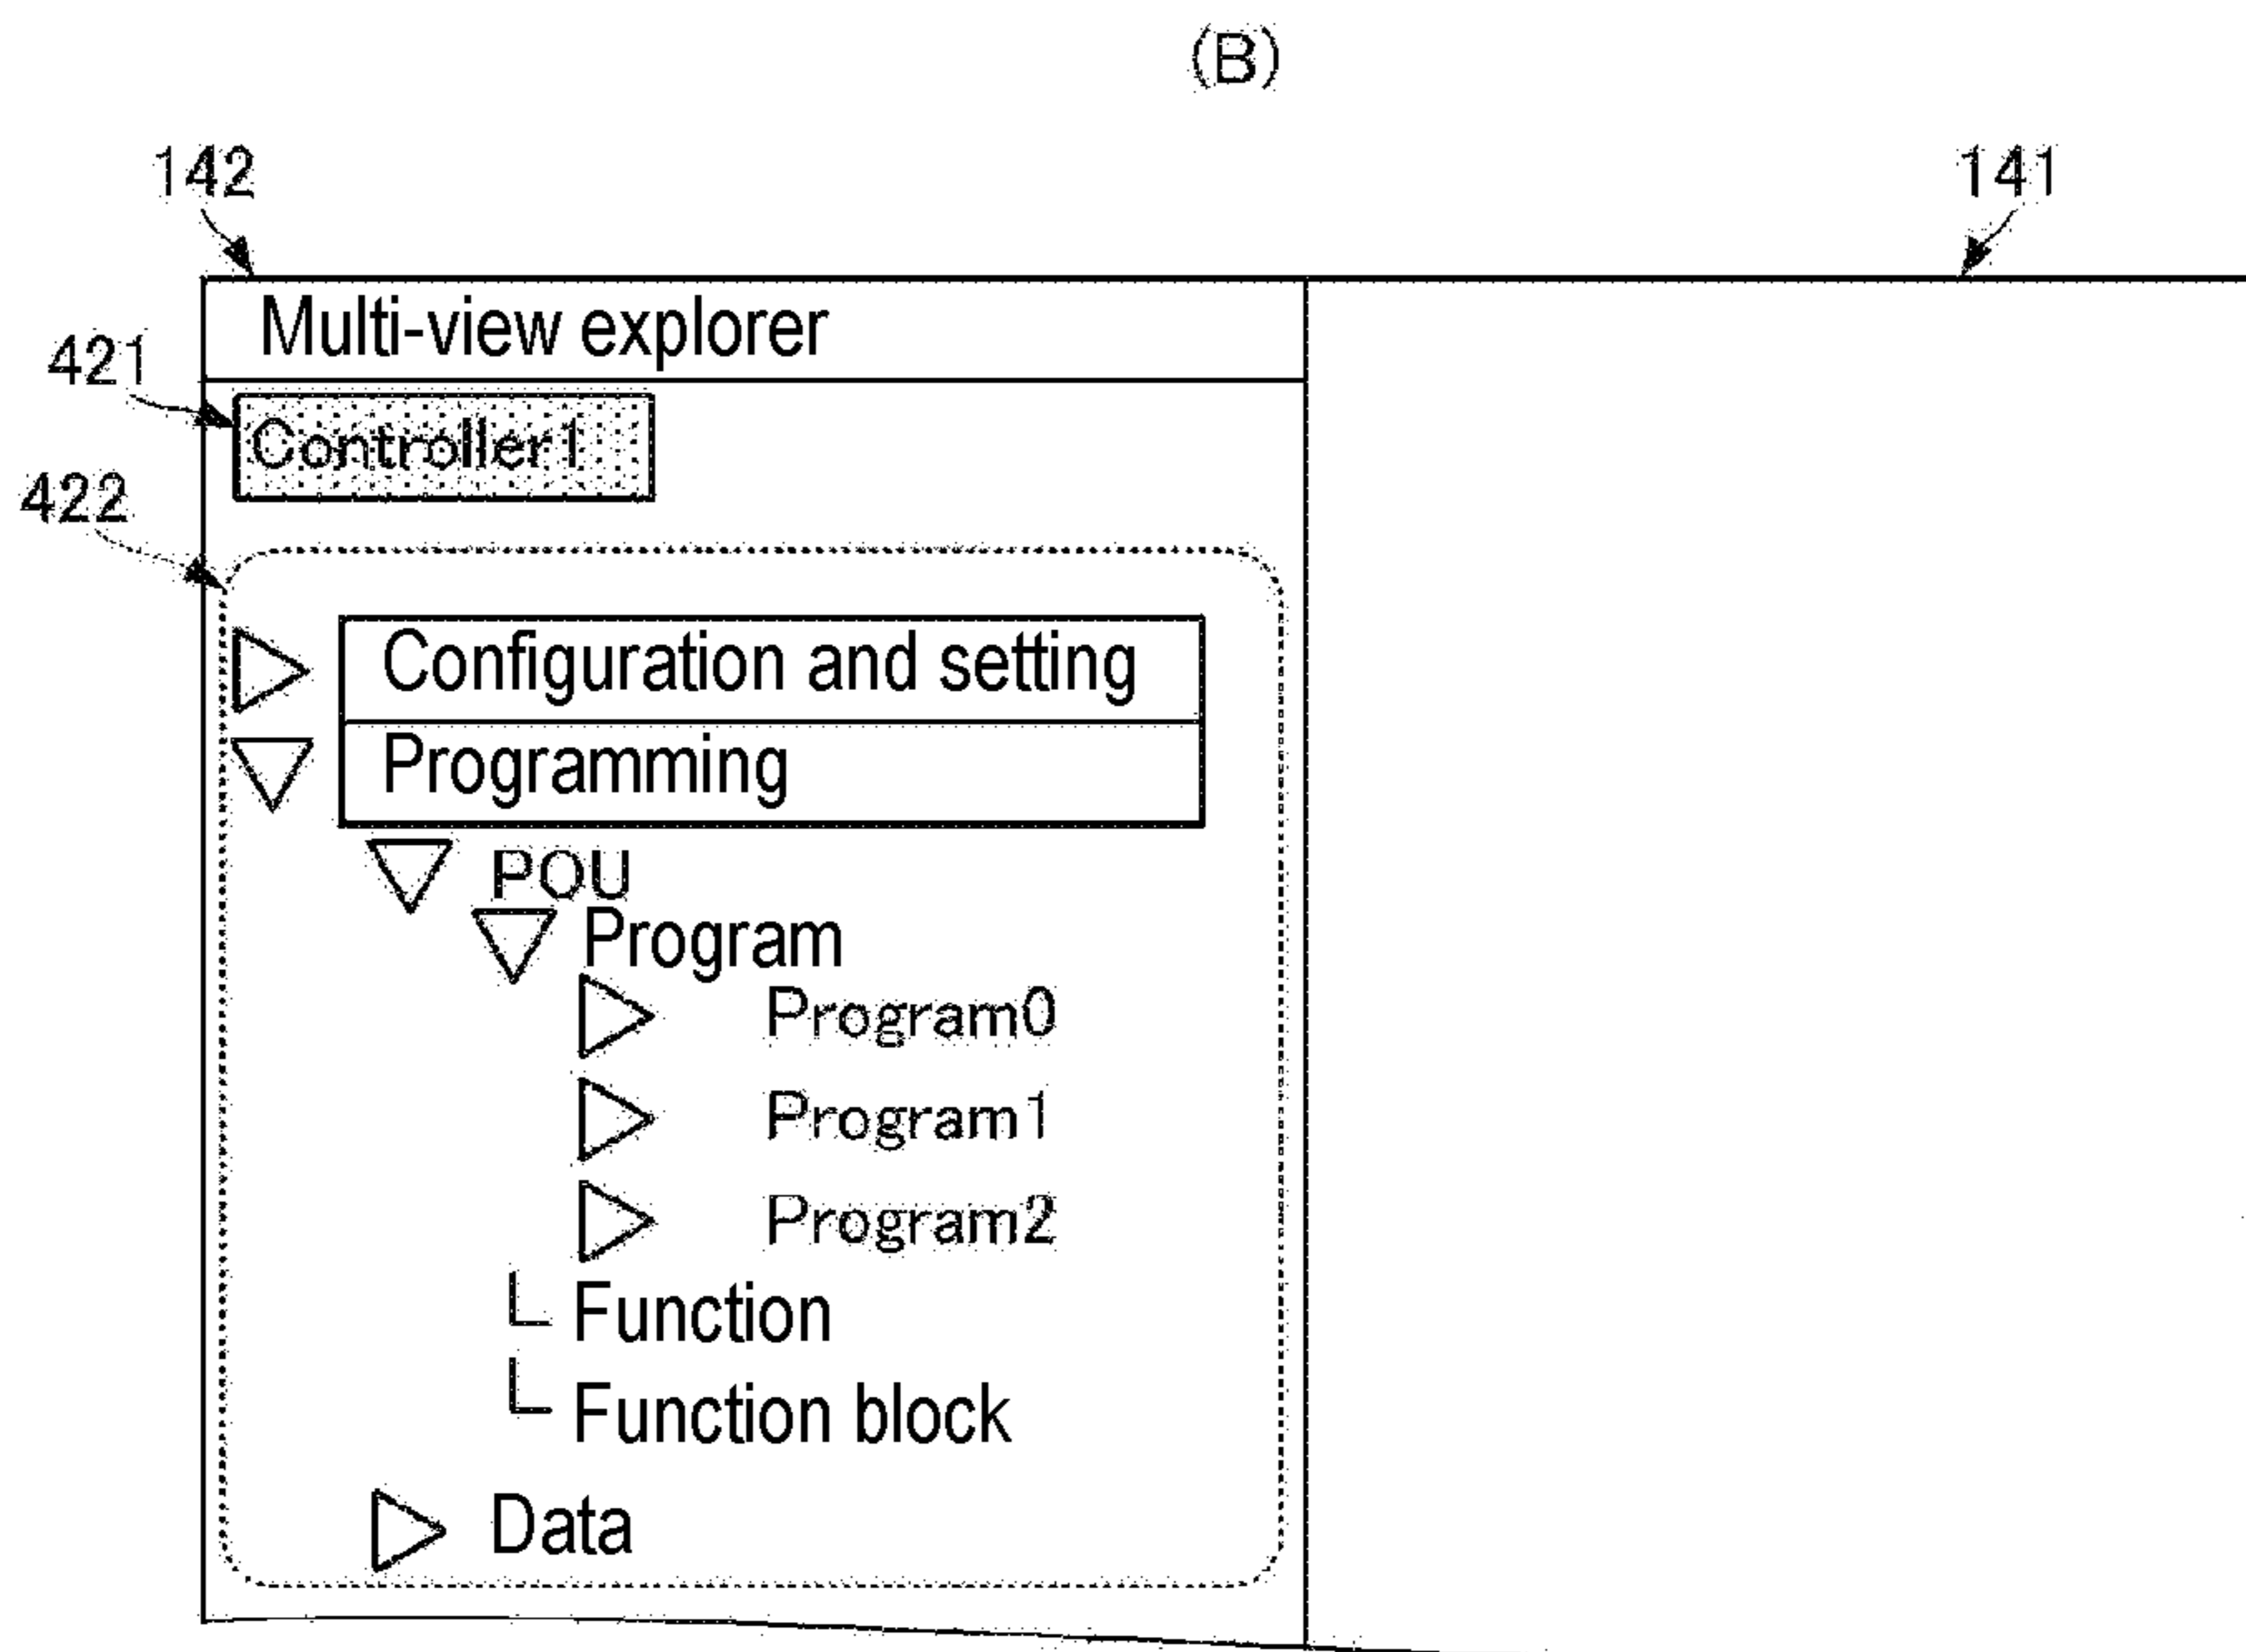 (B)
142
141
Multi-view explorer
421
Controller1
422
Configuration and setting
Programming
POU
Program
Program0
Program1
Program2
Function
Function block
Data